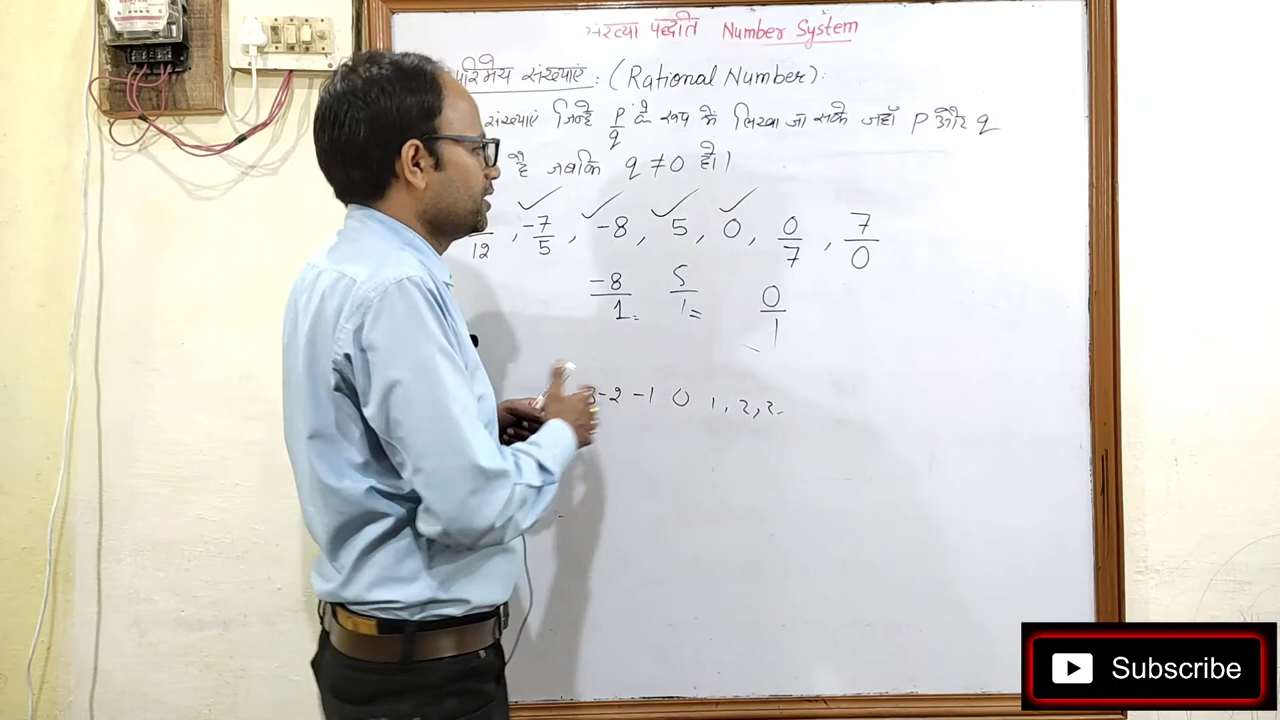 संख्या पद्धति Number System
परिमेय संख्याएं : (Rational Number) :
संख्याएं जिन्हें p/q के रूप में लिखा जा सके जहाँ p और q
है जबकि q ≠ 0 हो।
12 , -7/5 , -8 , 5 , 0 , 0/7 , 7/0
-8/1 5/1 0/1
-2 -1 0 1, 2, 3
Subscribe